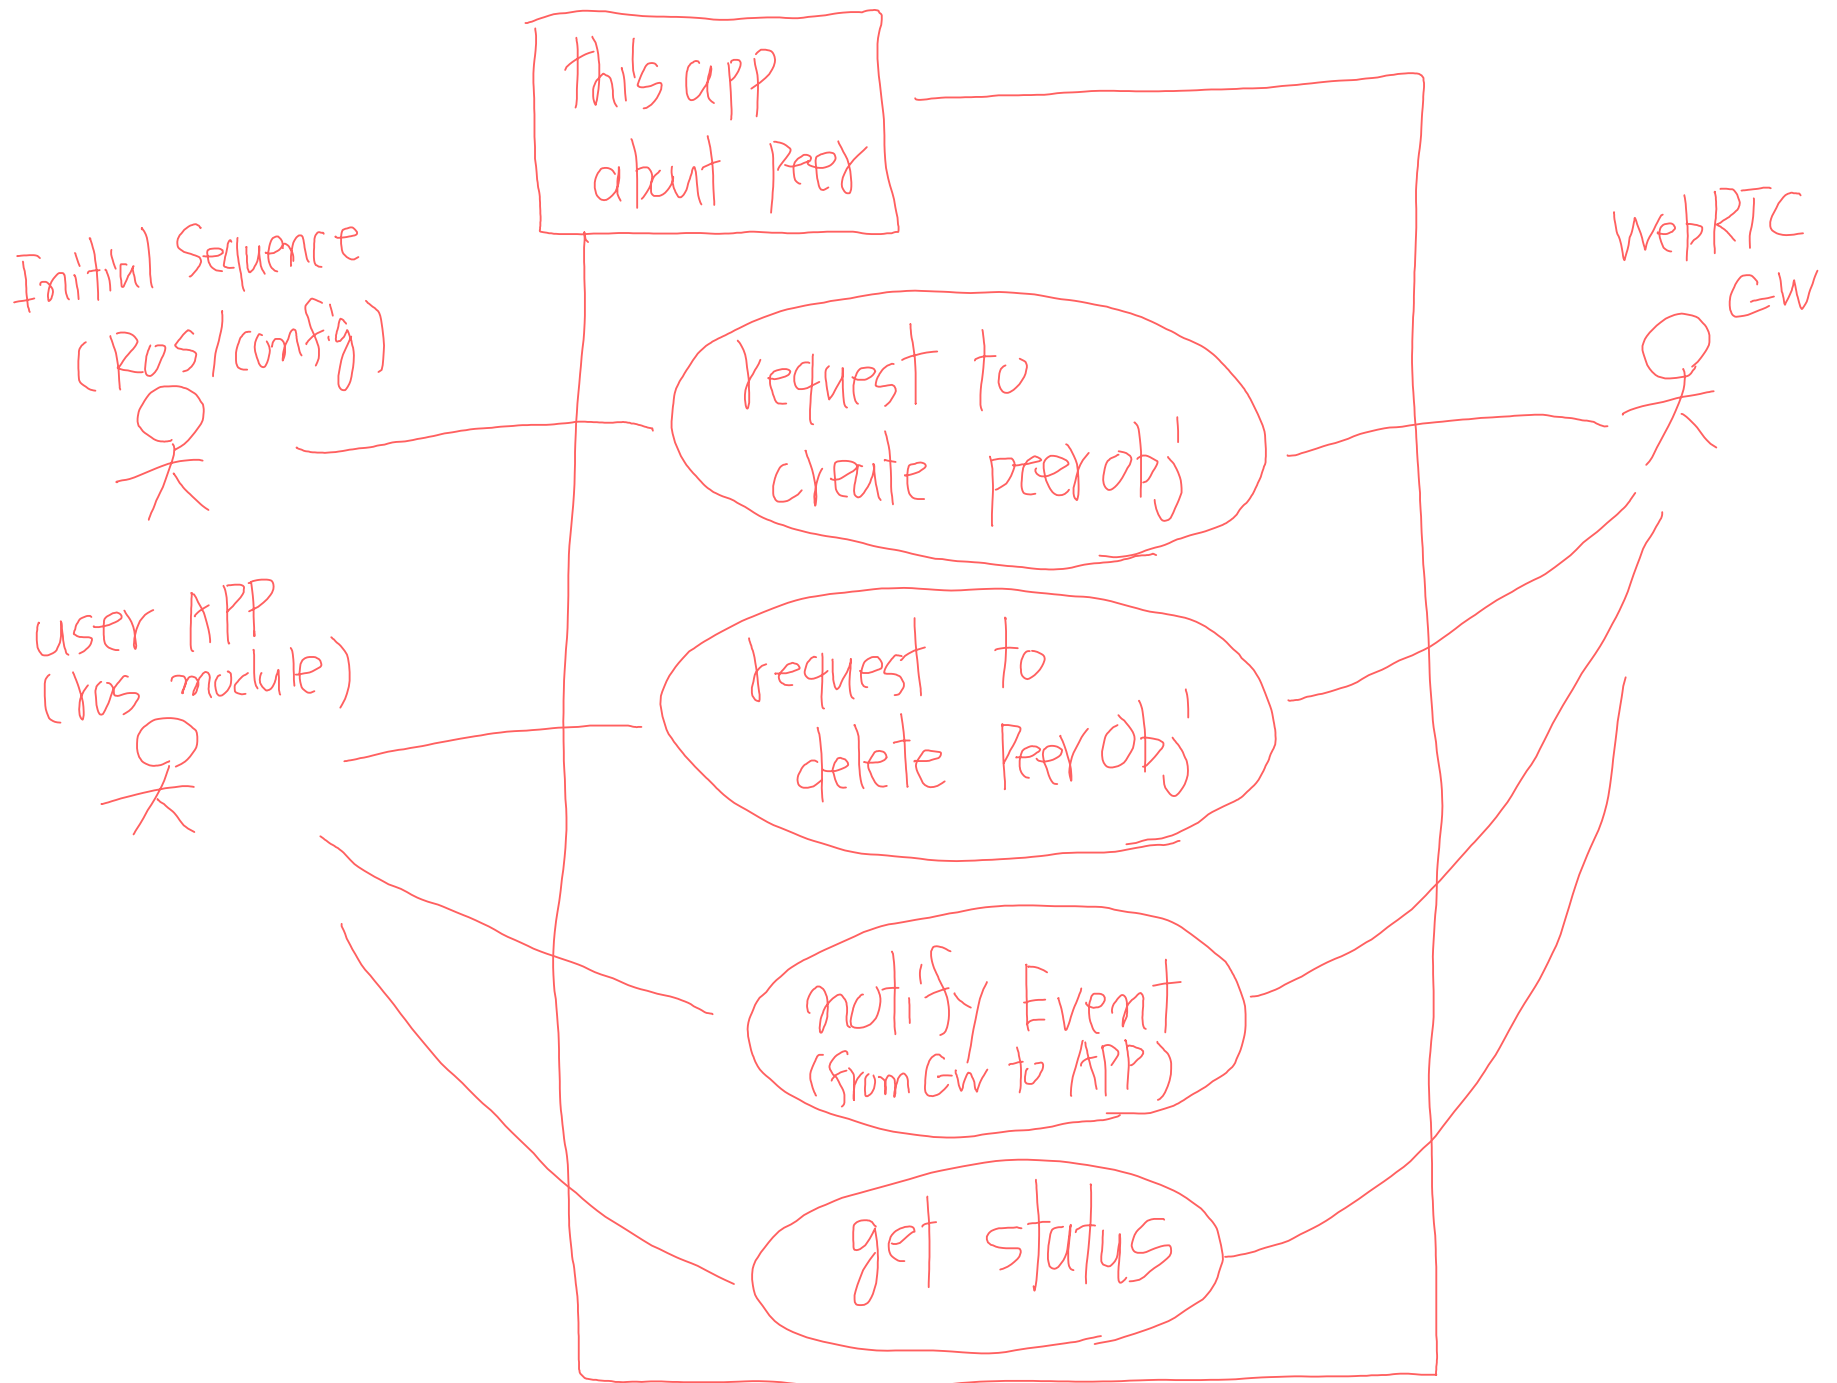 this app
about Peer
Initial Sequence
(ROS/config)
WebRTC
GW
request to
create peerObj
user APP
(ros module)
request to
delete PeerObj
notify Event
(from GW to APP)
get status